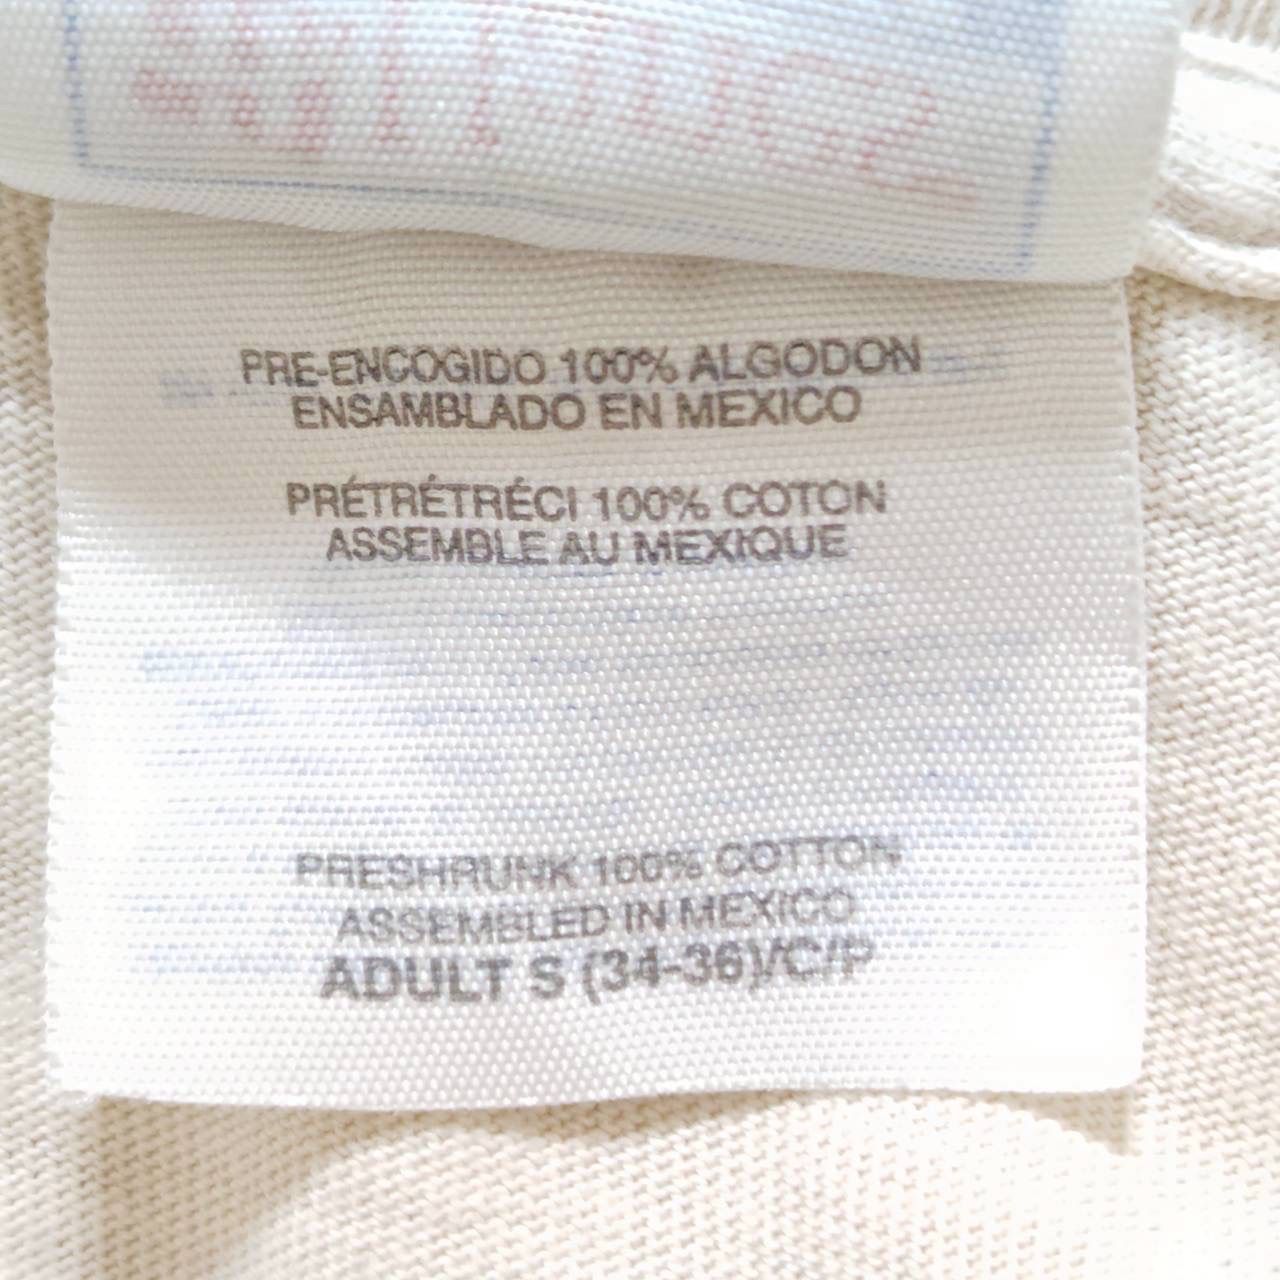 PRE-ENCOGIDO 100% ALGODON
ENSAMBLADO EN MEXICO
PRÉTRÉTRÉCI 100% COTON
ASSEMBLE AU MEXIQUE
PRESHRUNK 100% COTTON
ASSEMBLED IN MEXICO
ADULT S (34-36)/C/P